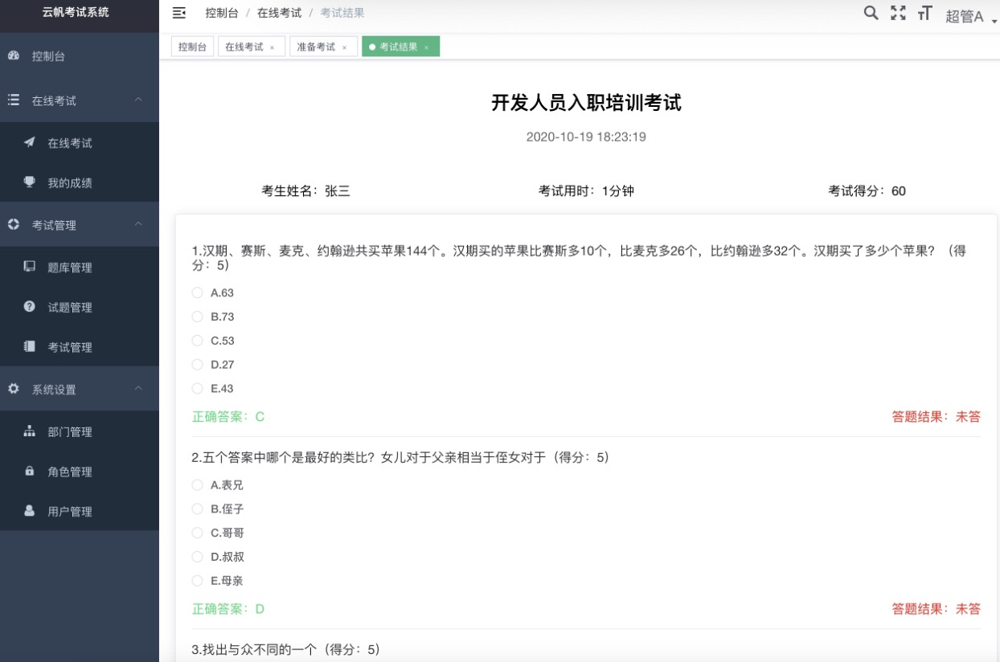 云帆考试系统
控制台 / 在线考试 / 考试结果
超管A
控制台
在线考试 ×
准备考试 ×
考试结果 ×
控制台
在线考试
在线考试
我的成绩
考试管理
题库管理
试题管理
考试管理
系统设置
部门管理
角色管理
用户管理
开发人员入职培训考试
2020-10-19 18:23:19
考生姓名：张三
考试用时：1分钟
考试得分：60
1.汉期、赛斯、麦克、约翰逊共买苹果144个。汉期买的苹果比赛斯多10个，比麦克多26个，比约翰逊多32个。汉期买了多少个苹果？（得
分：5）
A.63
B.73
C.53
D.27
E.43
正确答案：C
答题结果：未答
2.五个答案中哪个是最好的类比？女儿对于父亲相当于侄女对于（得分：5）
A.表兄
B.侄子
C.哥哥
D.叔叔
E.母亲
正确答案：D
答题结果：未答
3.找出与众不同的一个（得分：5）